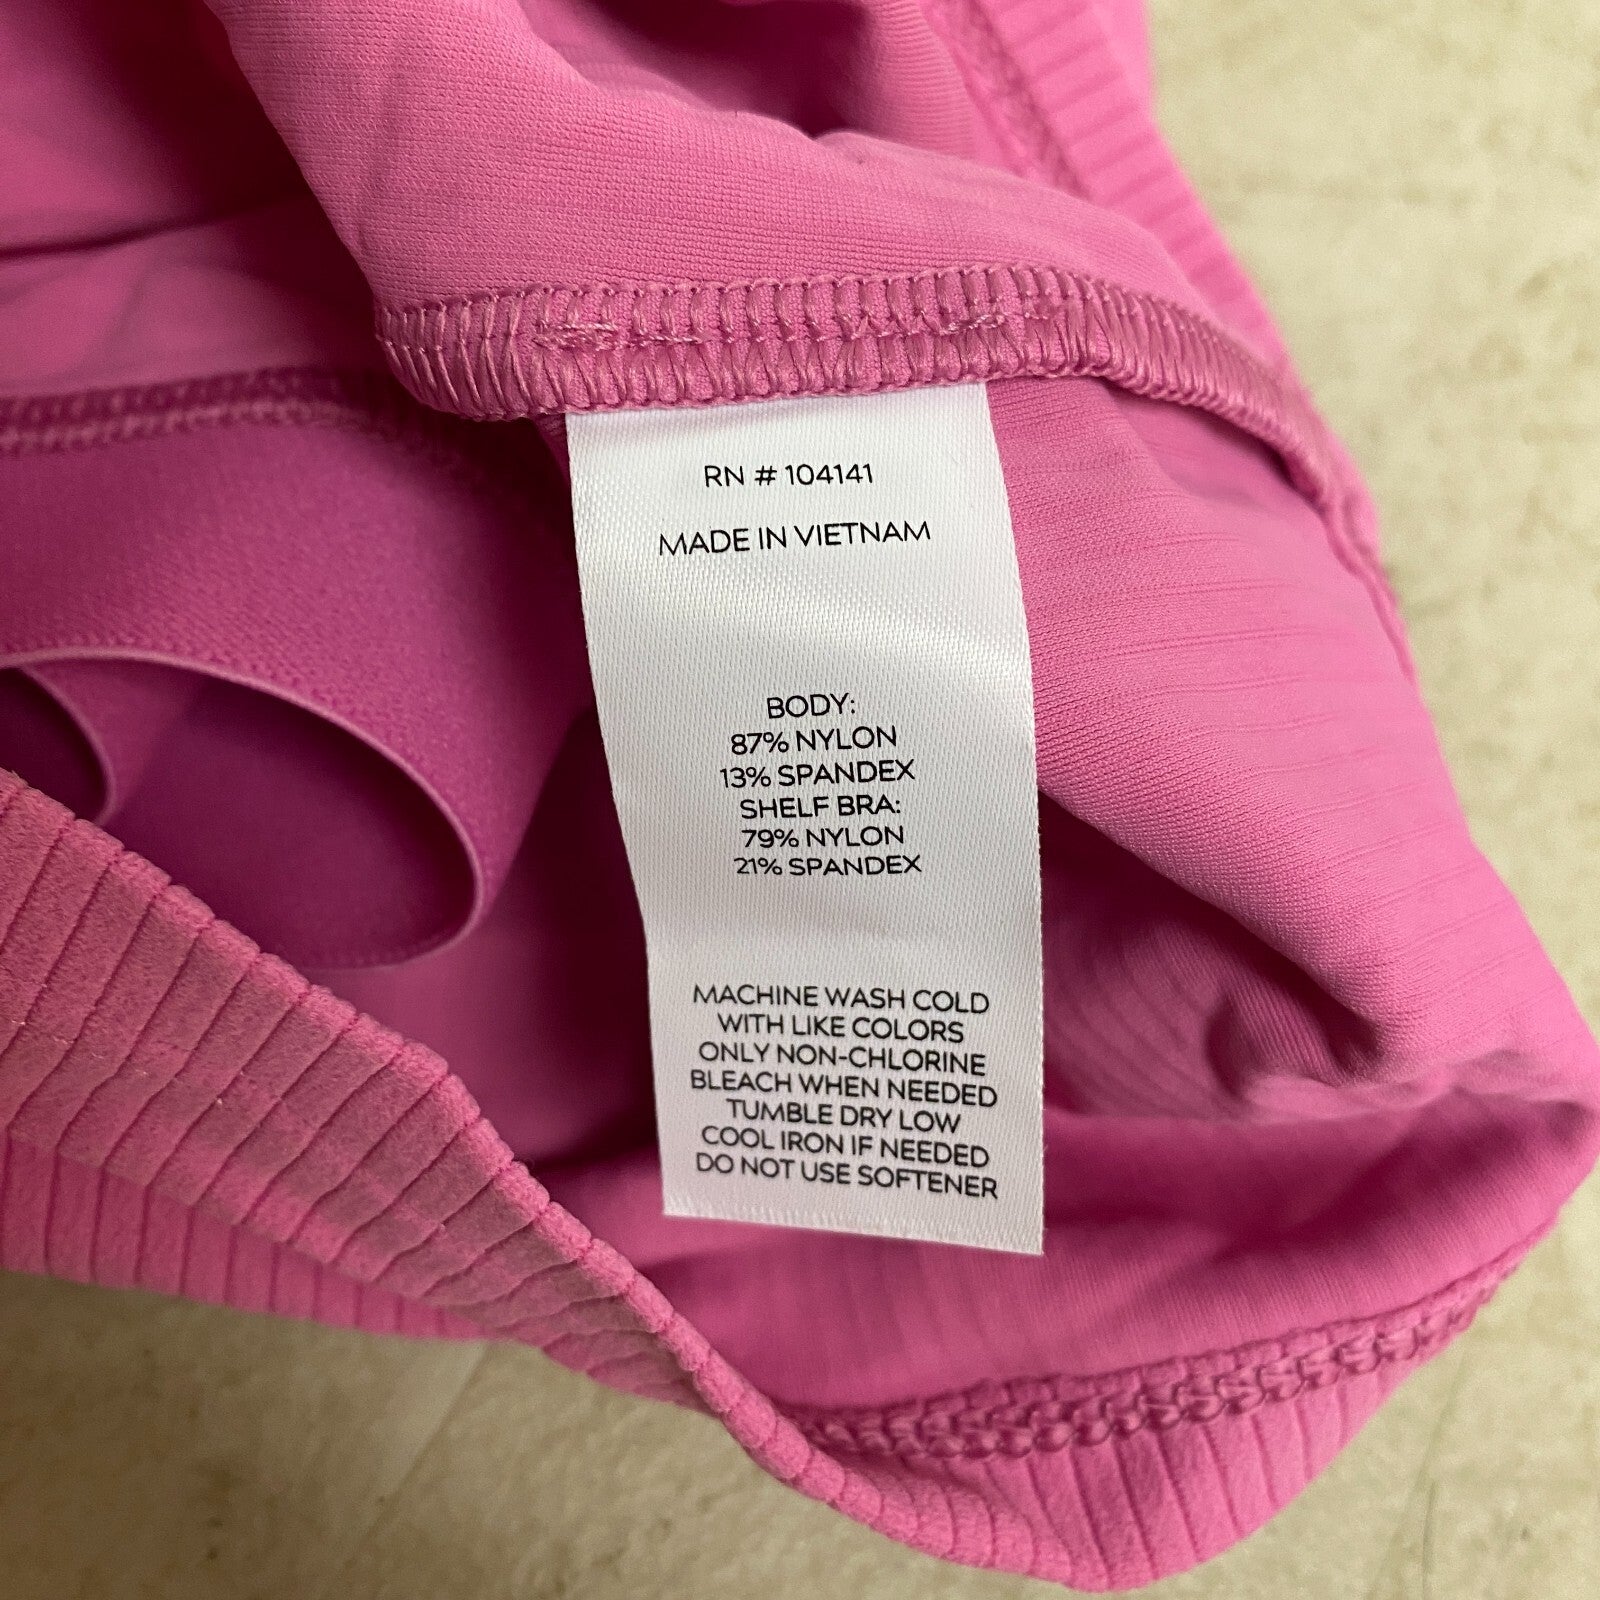 RN # 104141
MADE IN VIETNAM
BODY:
87% NYLON
13% SPANDEX
SHELF BRA:
79% NYLON
21% SPANDEX
MACHINE WASH COLD
WITH LIKE COLORS
ONLY NON-CHLORINE
BLEACH WHEN NEEDED
TUMBLE DRY LOW
COOL IRON IF NEEDED
DO NOT USE SOFTENER